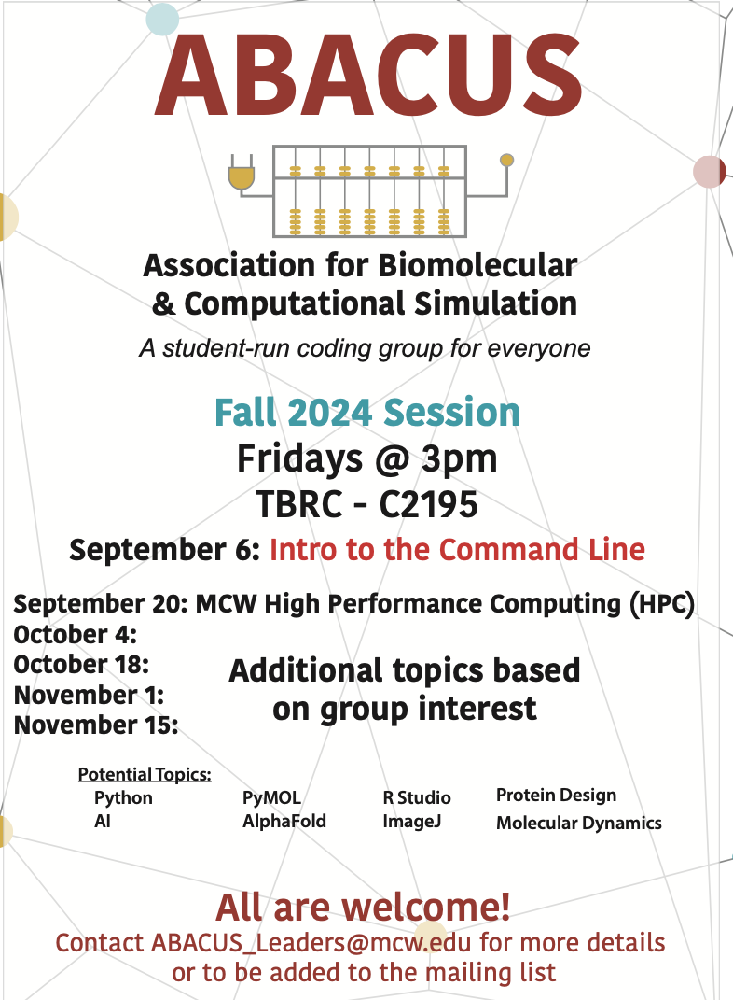 ABACUS
Association for Biomolecular
& Computational Simulation
A student-run coding group for everyone
Fall 2024 Session
Fridays @ 3pm
TBRC - C2195
September 6: Intro to the Command Line
September 20: MCW High Performance Computing (HPC)
October 4:
October 18:
November 1:
November 15:
Additional topics based
on group interest
Potential Topics:
Python PyMOL R Studio Protein Design
AI AlphaFold ImageJ Molecular Dynamics
All are welcome!
Contact ABACUS_Leaders@mcw.edu for more details
or to be added to the mailing list